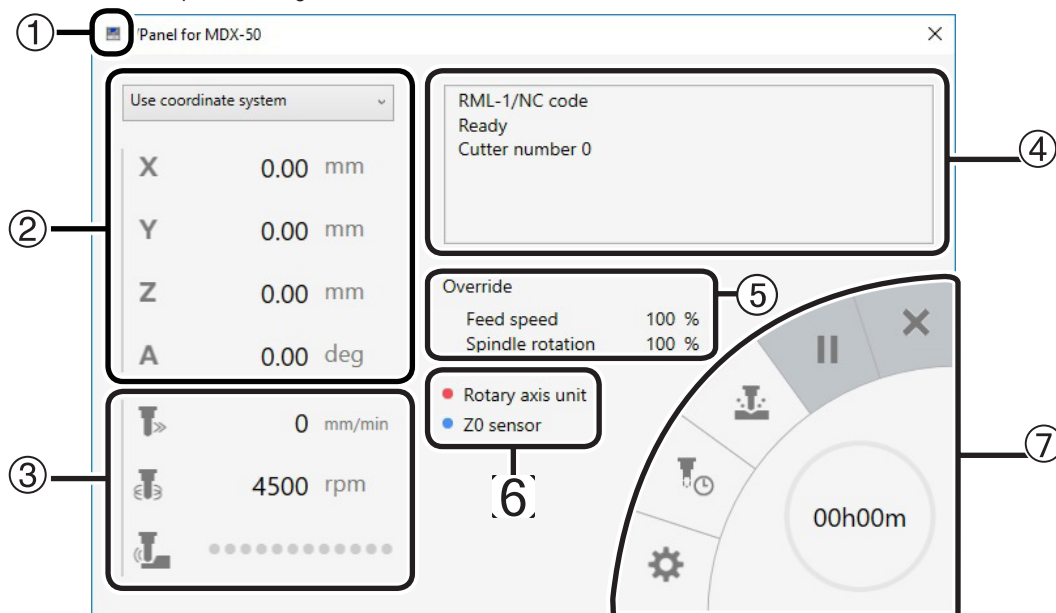 ①
/Panel for MDX-50
②
Use coordinate system
X 0.00 mm
Y 0.00 mm
Z 0.00 mm
A 0.00 deg
③
0 mm/min
4500 rpm
④
RML-1/NC code
Ready
Cutter number 0
⑤
Override
Feed speed 100 %
Spindle rotation 100 %
⑥
Rotary axis unit
Z0 sensor
⑦
00h00m